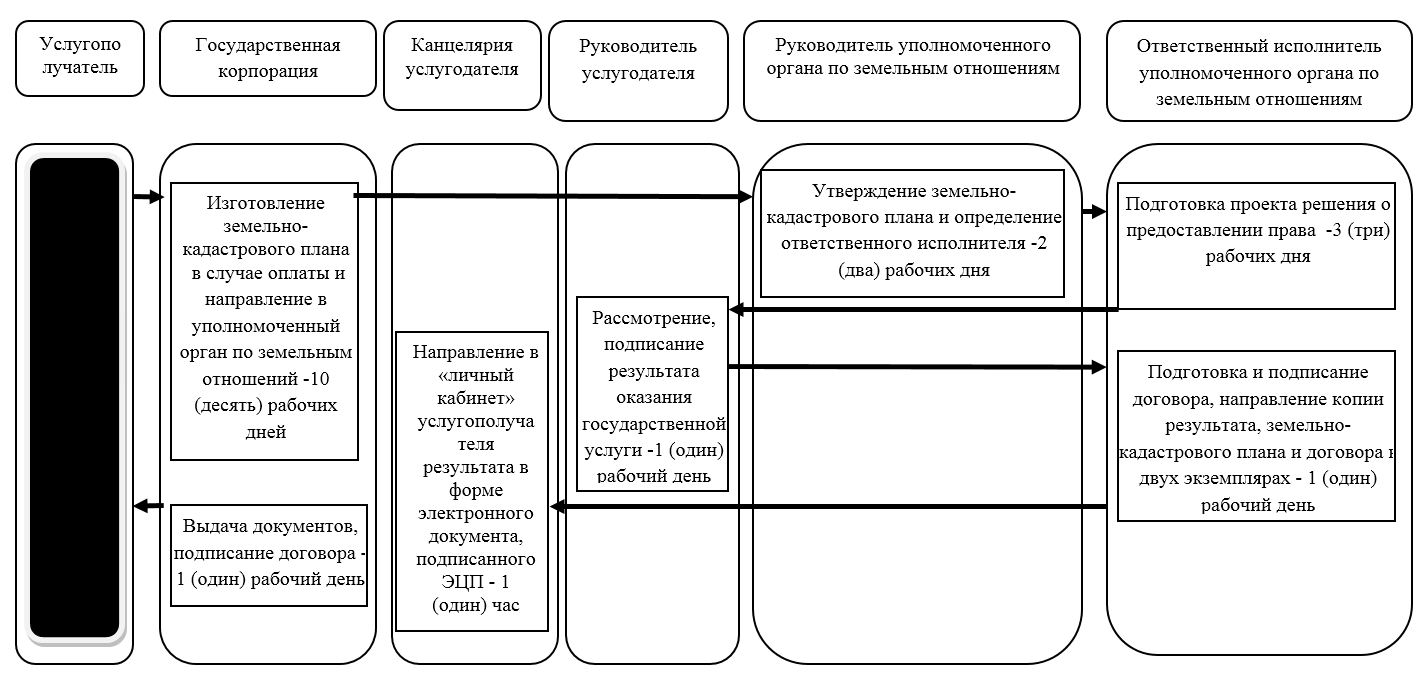 Услугопо
лучатель
Государственная
корпорация
Канцелярия
услугодателя
Руководитель
услугодателя
Руководитель уполномоченного
органа по земельным отношениям
Ответственный исполнитель
уполномоченного органа по
земельным отношениям
Изготовление
земельно-
кадастрового плана
в случае оплаты и
направление в
уполномоченный
орган по земельным
отношений -10
(десять) рабочих
дней
Выдача документов,
подписание договора -
1 (один) рабочий день
Направление в
«личный
кабинет»
услугополуча
теля
результата в
форме
электронного
документа,
подписанного
ЭЦП - 1
(один) час
Рассмотрение,
подписание
результата
оказания
государственной
услуги -1 (один)
рабочий день
Утверждение земельно-
кадастрового плана и определение
ответственного исполнителя -2
(два) рабочих дня
Подготовка проекта решения о
предоставлении права -3 (три)
рабочих дня
Подготовка и подписание
договора, направление копии
результата, земельно-
кадастрового плана и договора
двух экземплярах - 1 (один)
рабочий день